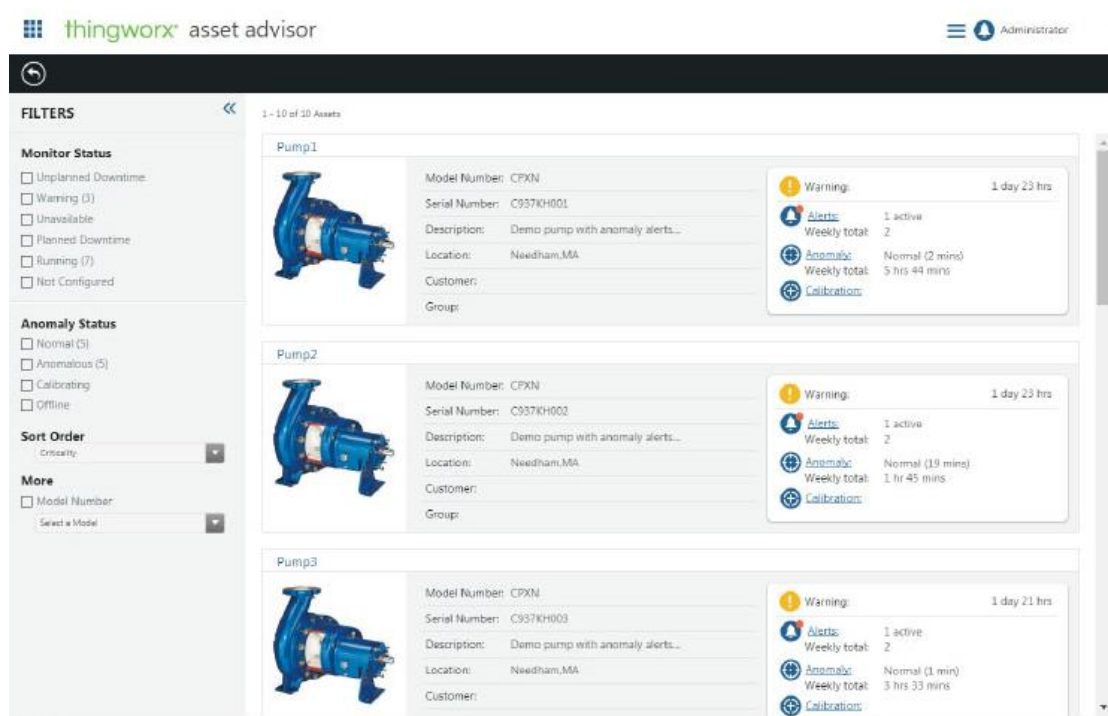 thingworx asset advisor
Administrator
FILTERS
1 - 10 of 10 Assets
Monitor Status
Unplanned Downtime
Warning (3)
Unavailable
Planned Downtime
Running (7)
Not Configured
Anomaly Status
Normal (5)
Anomalous (5)
Calibrating
Offline
Sort Order
Criticality
More
Model Number
Select a Model
Pump1
Model Number: CPXN
Serial Number: C937KH001
Description: Demo pump with anomaly alerts...
Location: Needham,MA
Customer:
Group:
Warning: 1 day 23 hrs
Alerts: 1 active
Weekly total: 2
Anomaly: Normal (2 mins)
Weekly total: 5 hrs 44 mins
Calibration:
Pump2
Model Number: CPXN
Serial Number: C937KH002
Description: Demo pump with anomaly alerts...
Location: Needham,MA
Customer:
Group:
Warning: 1 day 23 hrs
Alerts: 1 active
Weekly total: 2
Anomaly: Normal (19 mins)
Weekly total: 1 hr 45 mins
Calibration:
Pump3
Model Number: CPXN
Serial Number: C937KH003
Description: Demo pump with anomaly alerts...
Location: Needham,MA
Customer:
Warning: 1 day 21 hrs
Alerts: 1 active
Weekly total: 2
Anomaly: Normal (1 min)
Weekly total: 3 hrs 33 mins
Calibration: